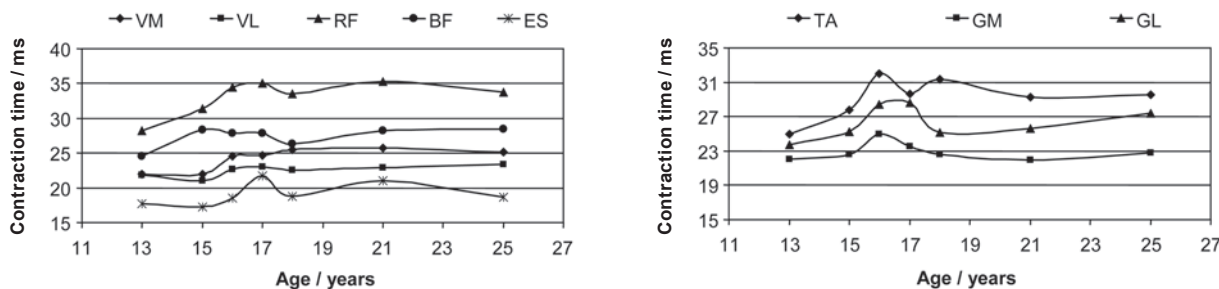 VM VL RF BF ES
Contraction time / ms
40
35
30
25
20
15
11 13 15 17 19 21 23 25 27
Age / years
TA GM GL
Contraction time / ms
35
31
27
23
19
15
11 13 15 17 19 21 23 25 27
Age / years